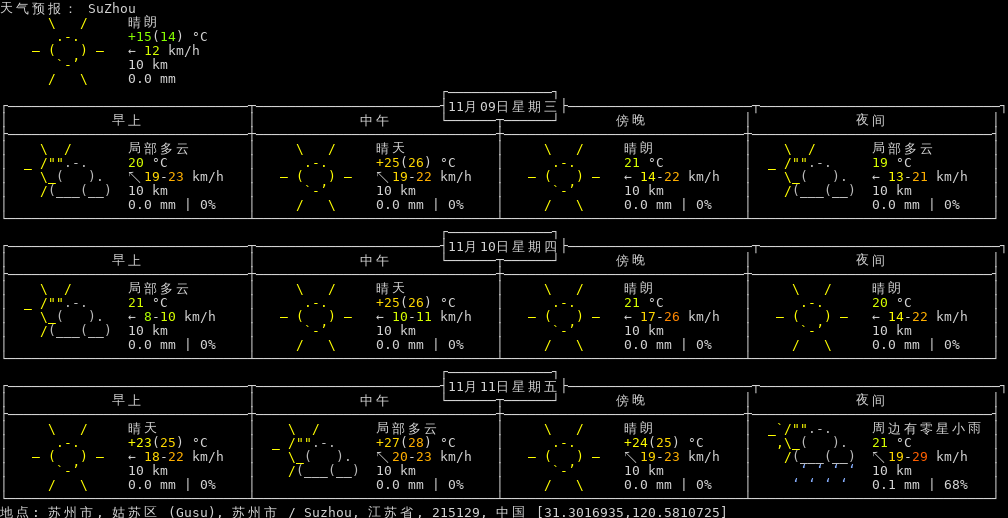 天气预报: SuZhou
晴朗
+15(14) °C
← 12 km/h
10 km
0.0 mm
11月09日星期三
早上 中午 傍晚 夜间
局部多云 晴天 晴朗 局部多云
20 °C +25(26) °C 21 °C 19 °C
↖19-23 km/h ↖19-22 km/h ← 14-22 km/h ← 13-21 km/h
10 km 10 km 10 km 10 km
0.0 mm | 0% 0.0 mm | 0% 0.0 mm | 0% 0.0 mm | 0%
11月10日星期四
早上 中午 傍晚 夜间
局部多云 晴天 晴朗 晴朗
21 °C +25(26) °C 21 °C 20 °C
← 8-10 km/h ← 10-11 km/h ← 17-26 km/h ← 14-22 km/h
10 km 10 km 10 km 10 km
0.0 mm | 0% 0.0 mm | 0% 0.0 mm | 0% 0.0 mm | 0%
11月11日星期五
早上 中午 傍晚 夜间
晴天 局部多云 晴朗 周边有零星小雨
+23(25) °C +27(28) °C +24(25) °C 21 °C
← 18-22 km/h ↖20-23 km/h ↖19-23 km/h ↖19-29 km/h
10 km 10 km 10 km 10 km
0.0 mm | 0% 0.0 mm | 0% 0.0 mm | 0% 0.1 mm | 68%
地点: 苏州市, 姑苏区 (Gusu), 苏州市 / Suzhou, 江苏省, 215129, 中国 [31.3016935,120.5810725]